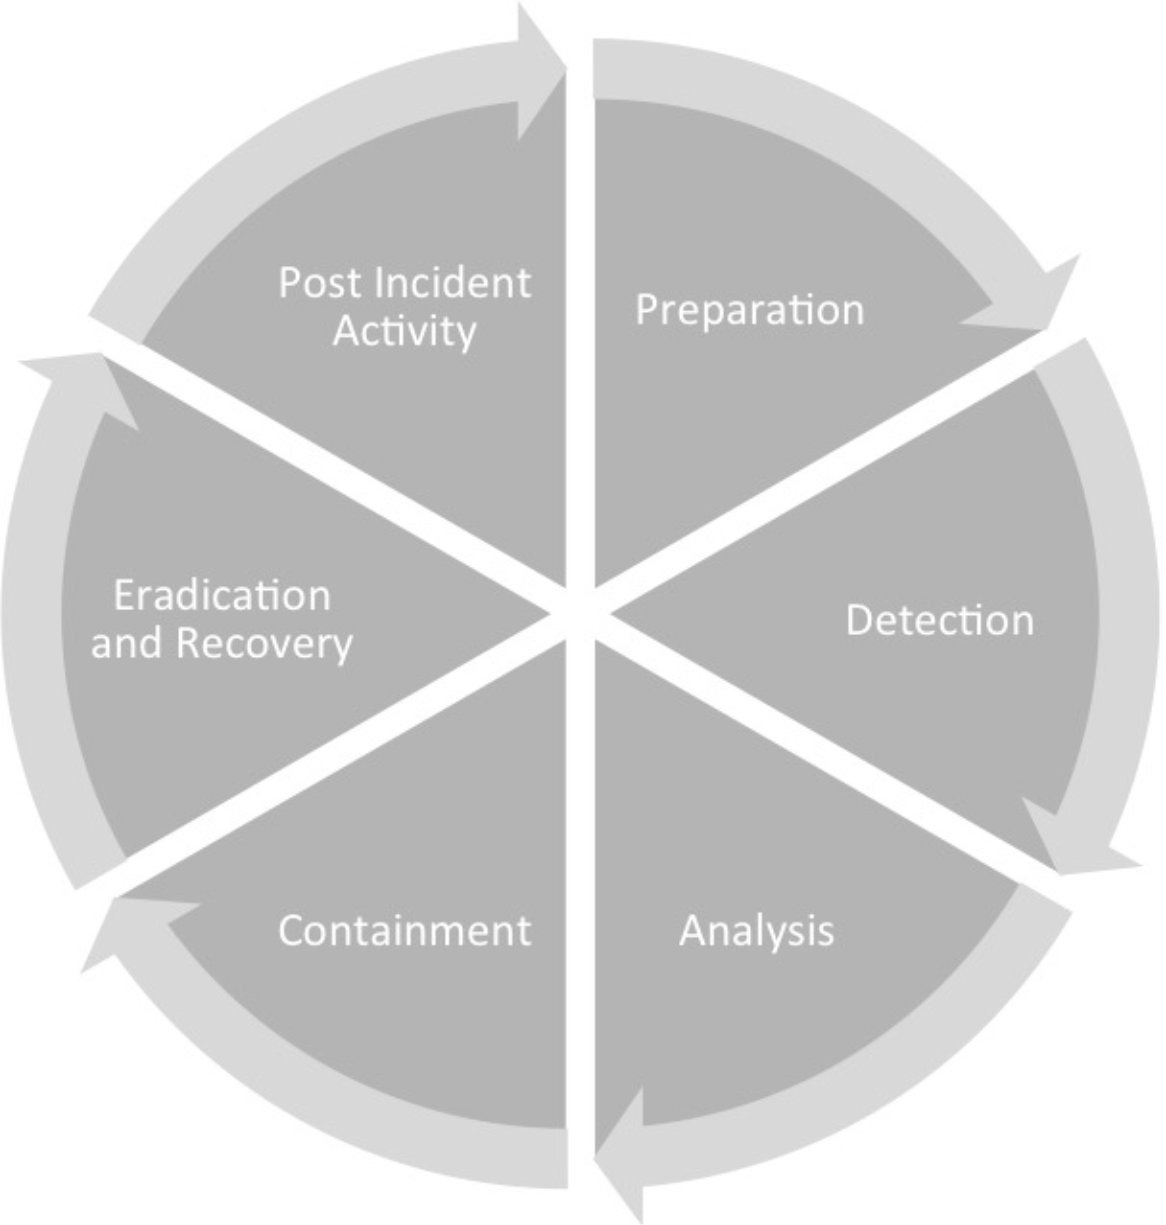 Preparation
Detection
Analysis
Containment
Eradication
and Recovery
Post Incident
Activity